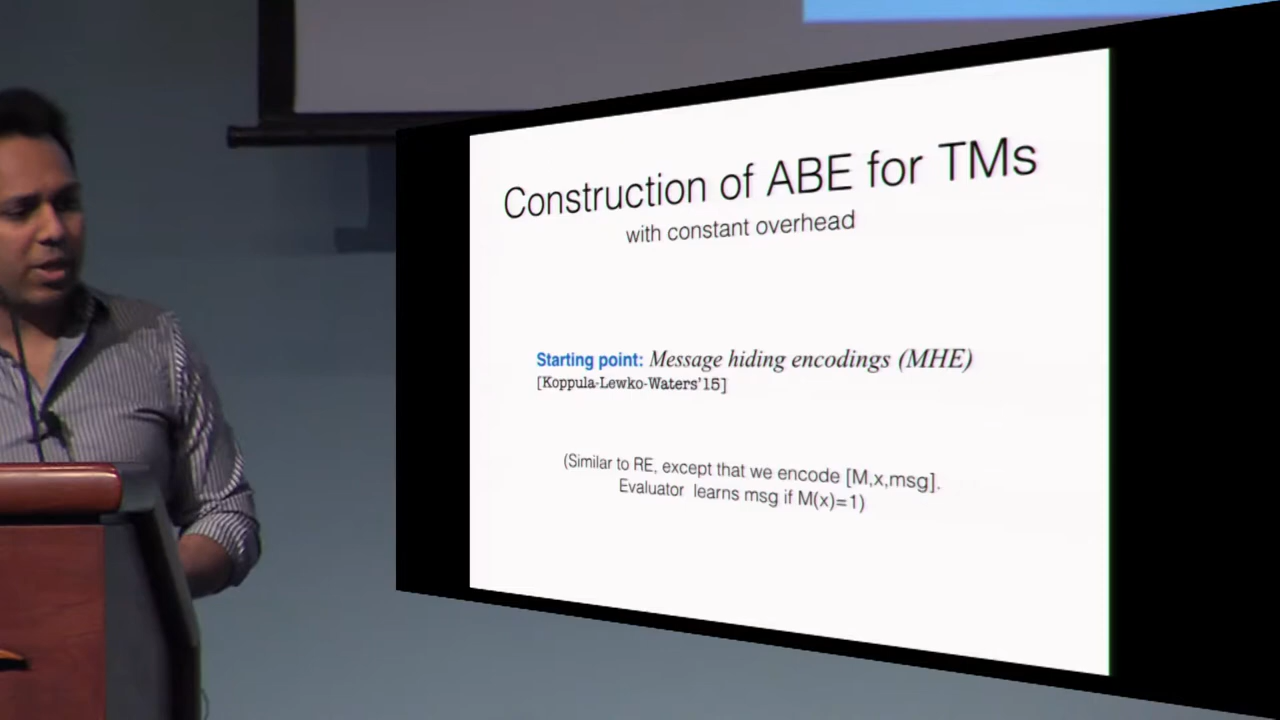 Construction of ABE for TMs
with constant overhead
Starting point: Message hiding encodings (MHE)
[Koppula-Lewko-Waters'15]
(Similar to RE, except that we encode [M,x,msg].
Evaluator learns msg if M(x)=1)